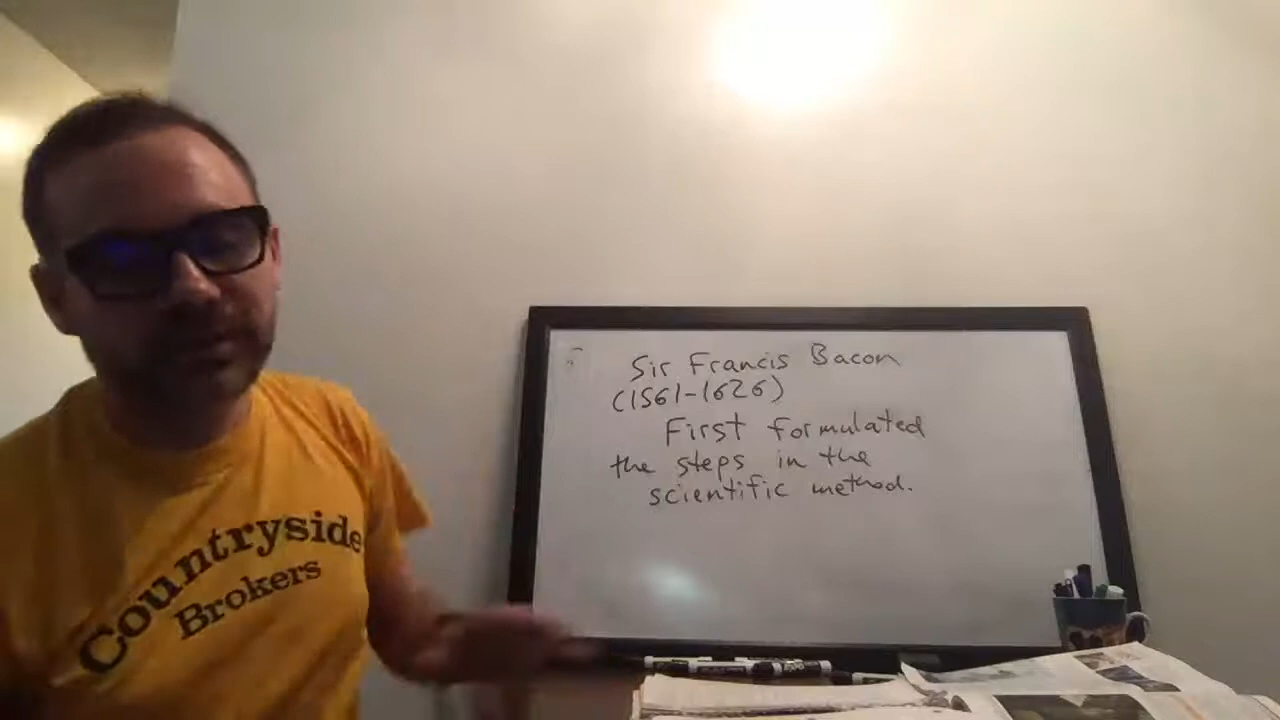 Sir Francis Bacon
(1561-1626)
First formulated
the steps in the
scientific method.
Countryside
Brokers